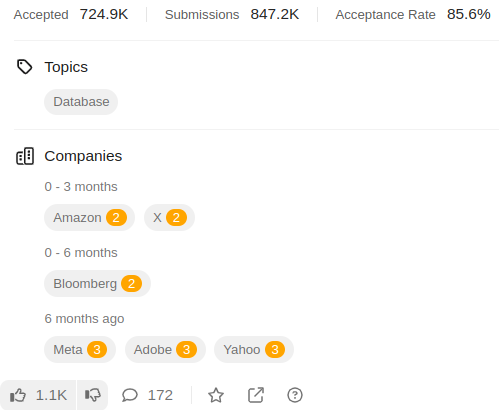 Accepted 724.9K Submissions 847.2K Acceptance Rate 85.6%
Topics
Database
Companies
0 - 3 months
Amazon 2 X 2
0 - 6 months
Bloomberg 2
6 months ago
Meta 3 Adobe 3 Yahoo 3
1.1K 172